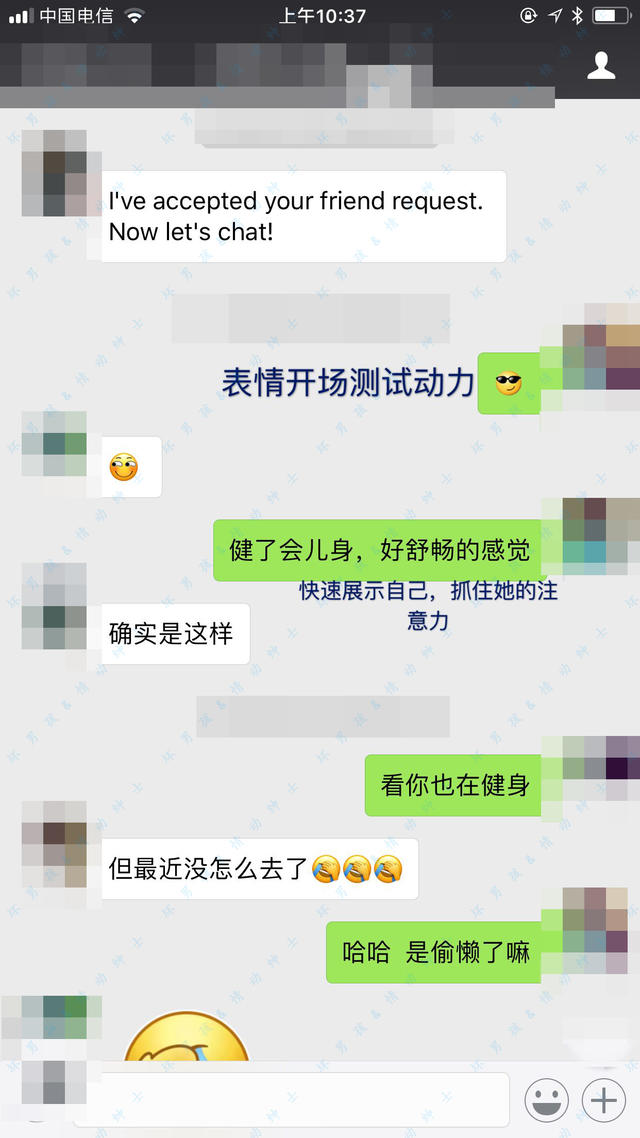 中国电信
上午10:37
I've accepted your friend request.
Now let's chat!
表情开场测试动力
健了会儿身，好舒畅的感觉
快速展示自己，抓住她的注
意力
确实是这样
看你也在健身
但最近没怎么去了
哈哈 是偷懒了嘛